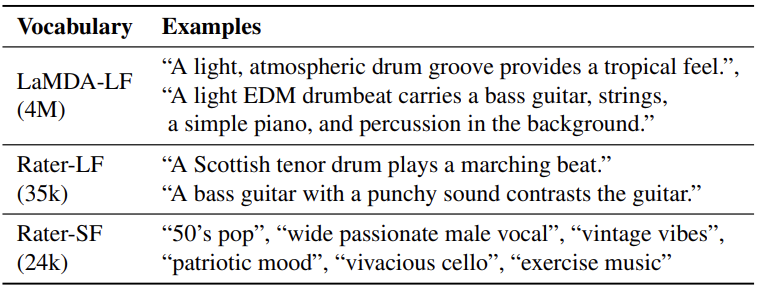 Vocabulary Examples
“A light, atmospheric drum groove provides a tropical feel.”,
LaMDA-LF “A light EDM drumbeat carries a bass guitar, strings,
(4M) a simple piano, and percussion in the background.”
Rater-LF “A Scottish tenor drum plays a marching beat.”
(35k) “A bass guitar with a punchy sound contrasts the guitar.”
Rater-SF “50’s pop”, “wide passionate male vocal”, “vintage vibes”,
(24k) “patriotic mood”, “vivacious cello”, “exercise music”